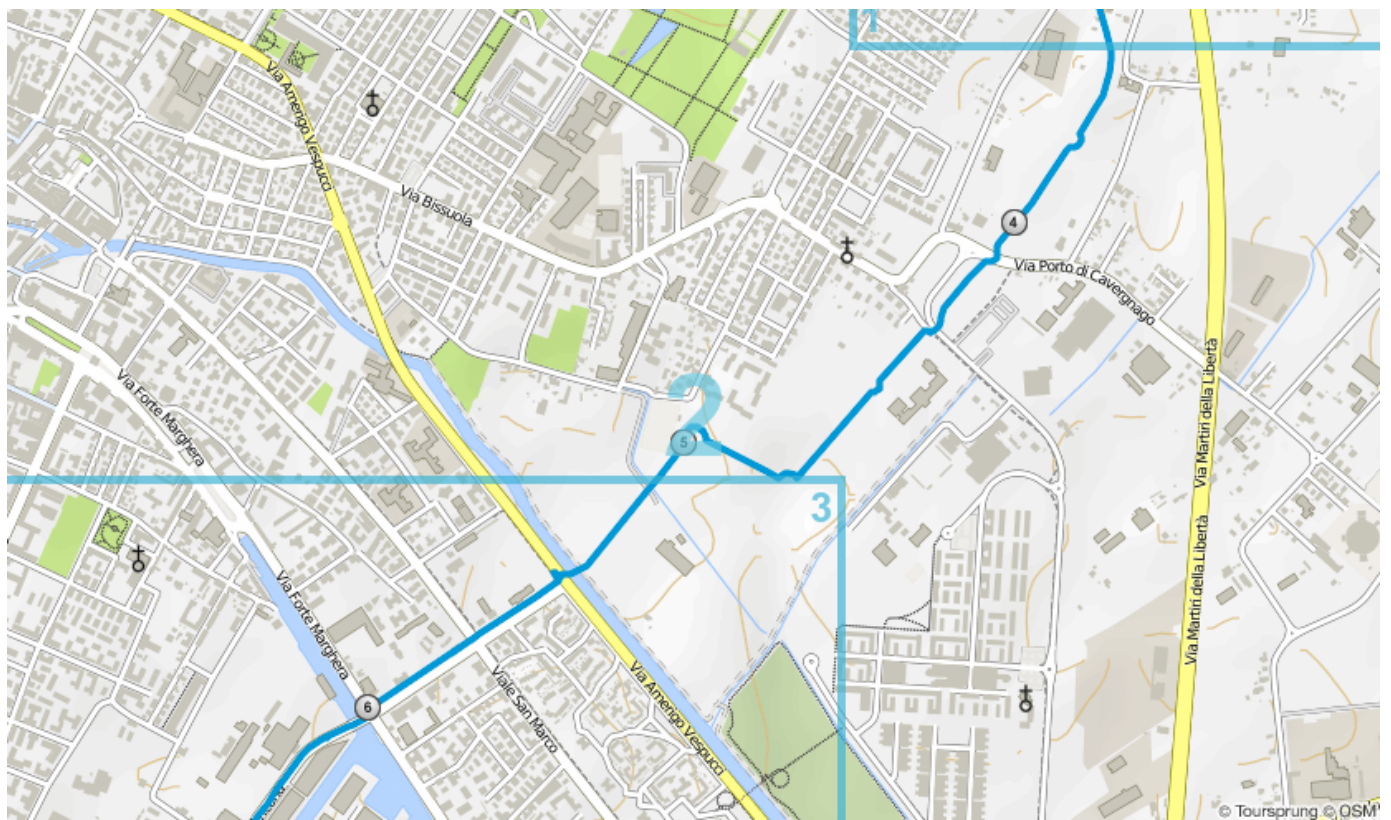 1
Via Amerigo Vespucci
Via Bissuola
4
Via Porto di Cavergnago
Via Martiri della Libertà
Via Forte Marghera
2
5
3
Via Martiri della Libertà
Via Forte Marghera
Viale San Marco
Via Amerigo Vespucci
6
© Toursprung © OSM